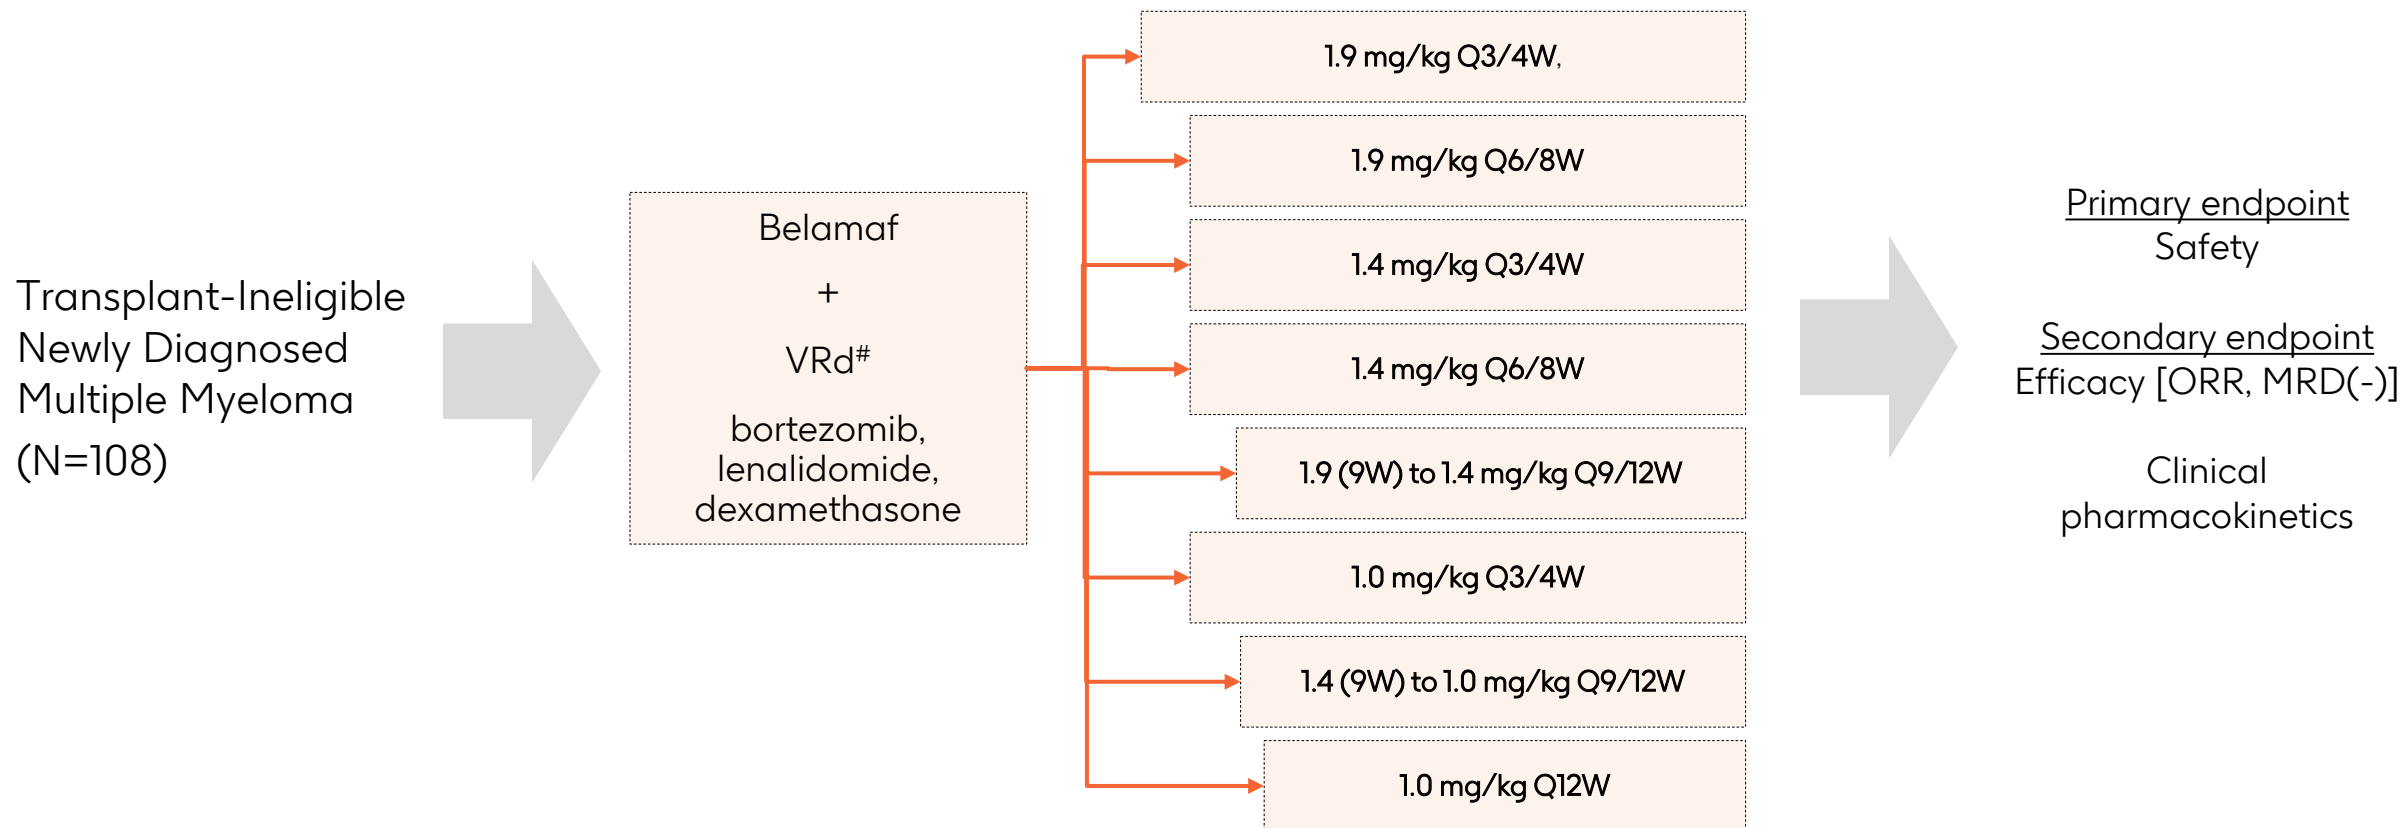 Transplant-Ineligible
Newly Diagnosed
Multiple Myeloma
(N=108)
Belamaf
+
VRd#
bortezomib,
lenalidomide,
dexamethasone
1.9 mg/kg Q3/4W,
1.9 mg/kg Q6/8W
1.4 mg/kg Q3/4W
1.4 mg/kg Q6/8W
1.9 (9W) to 1.4 mg/kg Q9/12W
1.0 mg/kg Q3/4W
1.4 (9W) to 1.0 mg/kg Q9/12W
1.0 mg/kg Q12W
Primary endpoint
Safety
Secondary endpoint
Efficacy [ORR, MRD(-)]
Clinical
pharmacokinetics